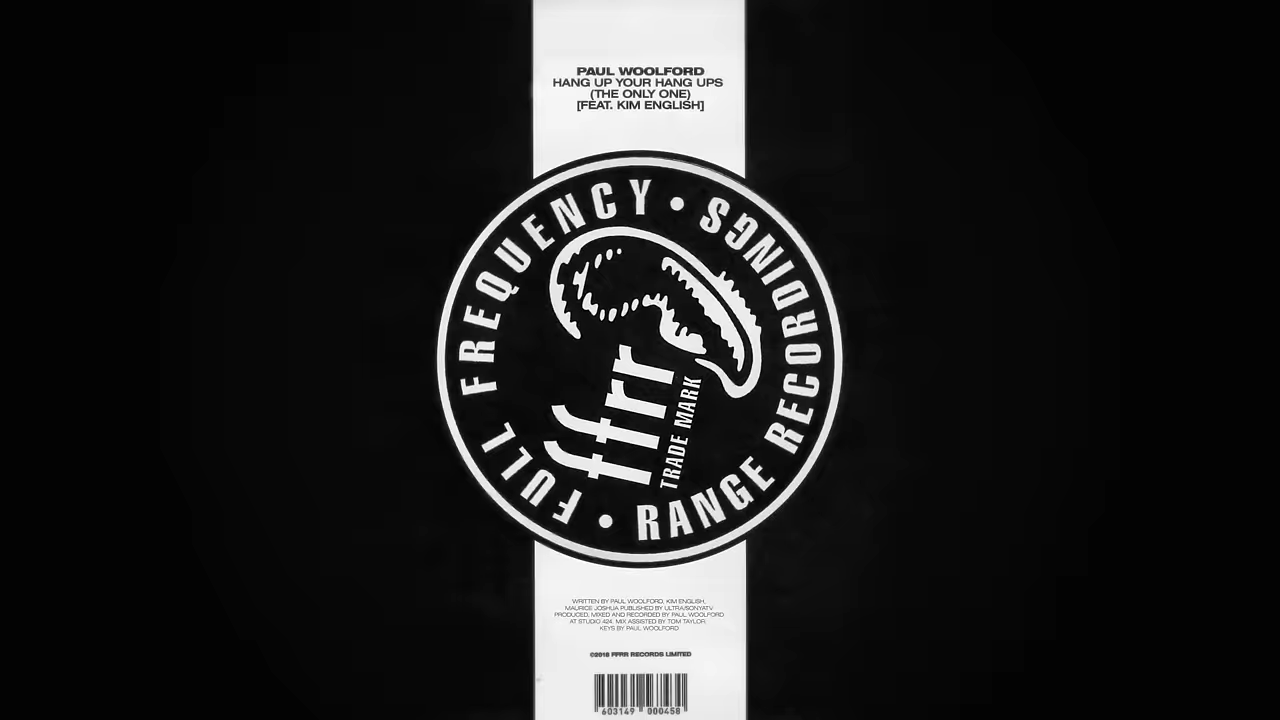 PAUL WOOLFORD
HANG UP YOUR HANG UPS
(THE ONLY ONE)
[FEAT. KIM ENGLISH]
FULL FREQUENCY • RANGE RECORDINGS •
ffrr
TRADE MARK
WRITTEN BY PAUL WOOLFORD, KIM ENGLISH,
MAURICE JOSHUA PUBLISHED BY ULTRA/SONYATV
PRODUCED, MIXED AND RECORDED BY PAUL WOOLFORD
AT STUDIO 424. MIX ASSISTED BY TOM TAYLOR.
KEYS BY PAUL WOOLFORD
©2018 FFRR RECORDS LIMITED
603149 000458